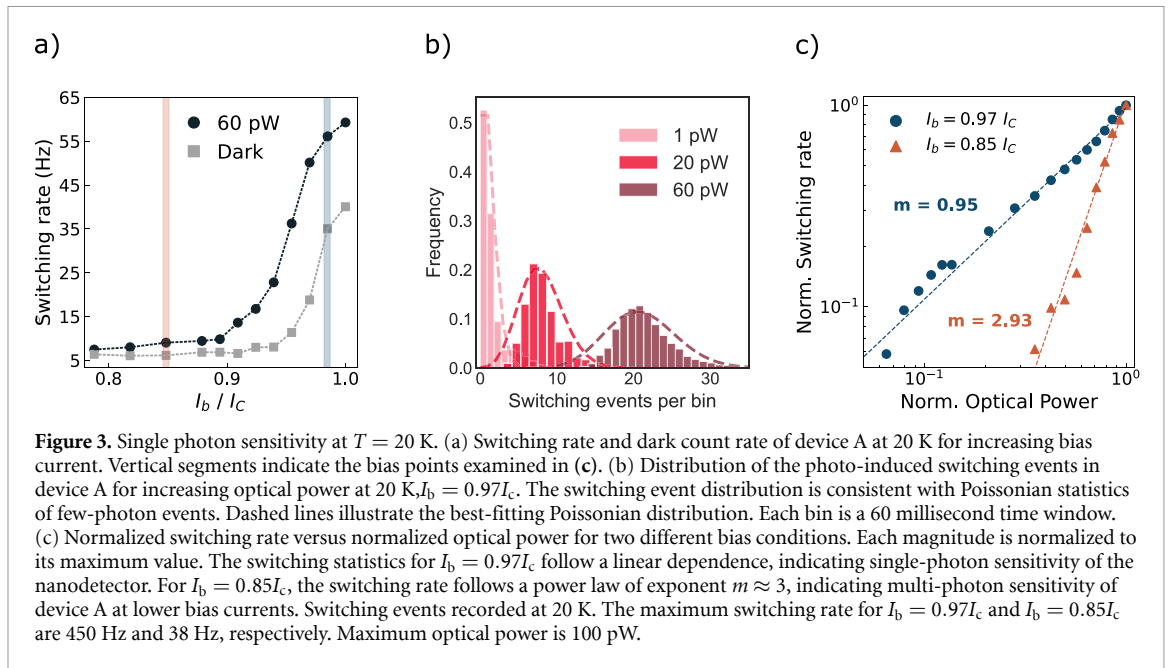 a)
b)
c)
65
55
45
35
25
15
5
Switching rate (Hz)
60 pW
Dark
0.8
0.9
1.0
I_b / I_C
0.5
0.4
0.3
0.2
0.1
0.0
Frequency
1 pW
20 pW
60 pW
0
10
20
30
Switching events per bin
10⁰
10⁻¹
Norm. Switching rate
I_b = 0.97 I_C
I_b = 0.85 I_C
m = 0.95
m = 2.93
10⁻¹
10⁰
Norm. Optical Power
Figure 3. Single photon sensitivity at T = 20 K. (a) Switching rate and dark count rate of device A at 20 K for increasing bias
current. Vertical segments indicate the bias points examined in (c). (b) Distribution of the photo-induced switching events in
device A for increasing optical power at 20 K,I_b = 0.97I_c. The switching event distribution is consistent with Poissonian statistics
of few-photon events. Dashed lines illustrate the best-fitting Poissonian distribution. Each bin is a 60 millisecond time window.
(c) Normalized switching rate versus normalized optical power for two different bias conditions. Each magnitude is normalized to
its maximum value. The switching statistics for I_b = 0.97I_c follow a linear dependence, indicating single-photon sensitivity of the
nanodetector. For I_b = 0.85I_c, the switching rate follows a power law of exponent m ≈ 3, indicating multi-photon sensitivity of
device A at lower bias currents. Switching events recorded at 20 K. The maximum switching rate for I_b = 0.97I_c and I_b = 0.85I_c
are 450 Hz and 38 Hz, respectively. Maximum optical power is 100 pW.